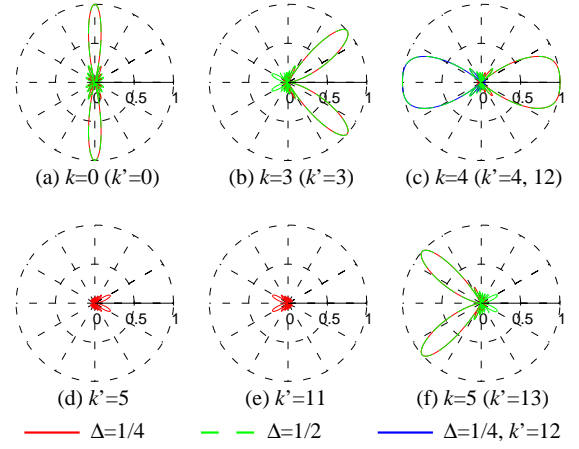 0 0.5 1 0 0.5 1 0 0.5 1
(a) k=0 (k’=0) (b) k=3 (k’=3) (c) k=4 (k’=4, 12)
0 0.5 1 0 0.5 1 0 0.5 1
(d) k’=5 (e) k’=11 (f) k=5 (k’=13)
Δ=1/4 Δ=1/2 Δ=1/4, k’=12